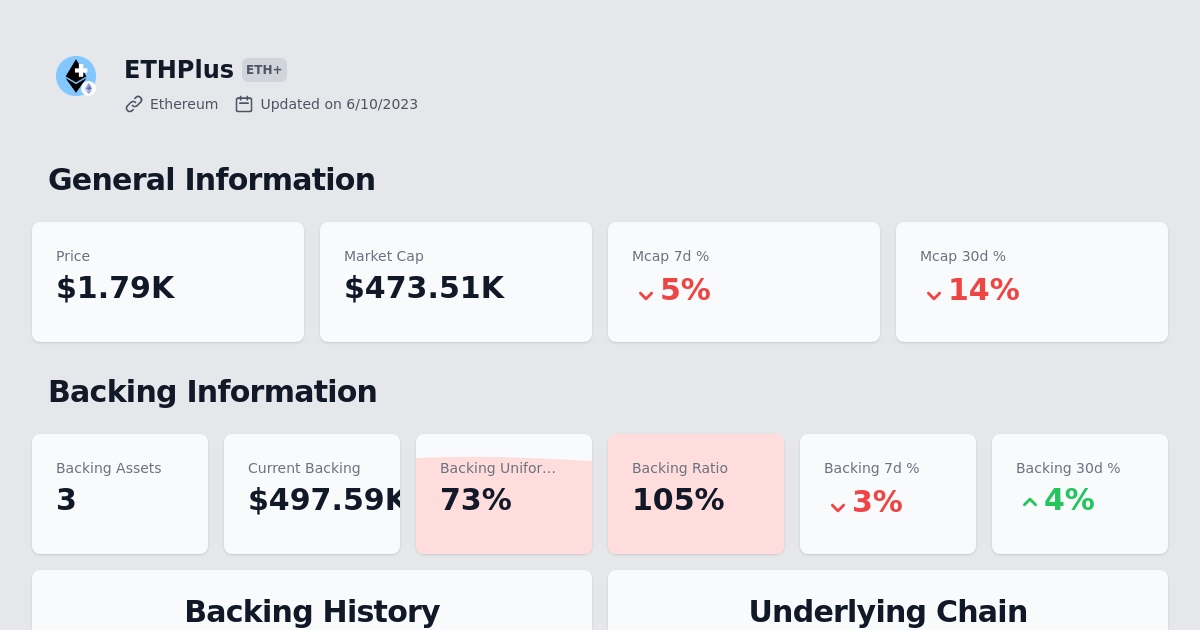 ETHPlus ETH+
Ethereum Updated on 6/10/2023
General Information
Price
$1.79K
Market Cap
$473.51K
Mcap 7d %
5%
Mcap 30d %
14%
Backing Information
Backing Assets
3
Current Backing
$497.59K
Backing Unifor...
73%
Backing Ratio
105%
Backing 7d %
3%
Backing 30d %
4%
Backing History
Underlying Chain